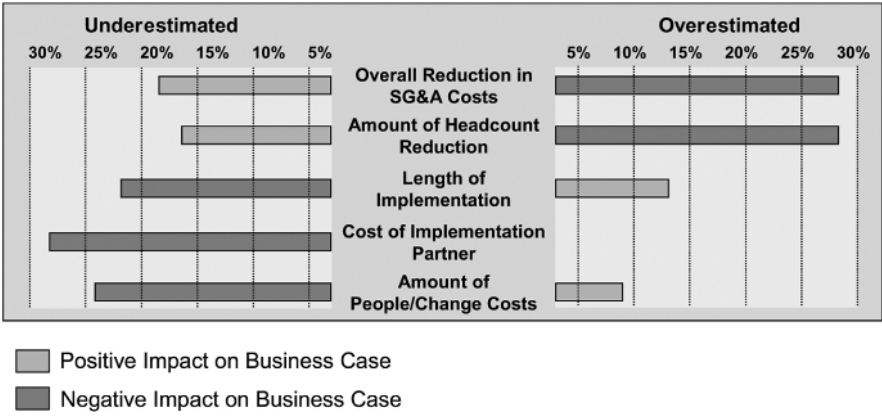 Underestimated
Overestimated
30% 25% 20% 15% 10% 5%
5% 10% 15% 20% 25% 30%
Overall Reduction in
SG&A Costs
Amount of Headcount
Reduction
Length of
Implementation
Cost of Implementation
Partner
Amount of
People/Change Costs
Positive Impact on Business Case
Negative Impact on Business Case